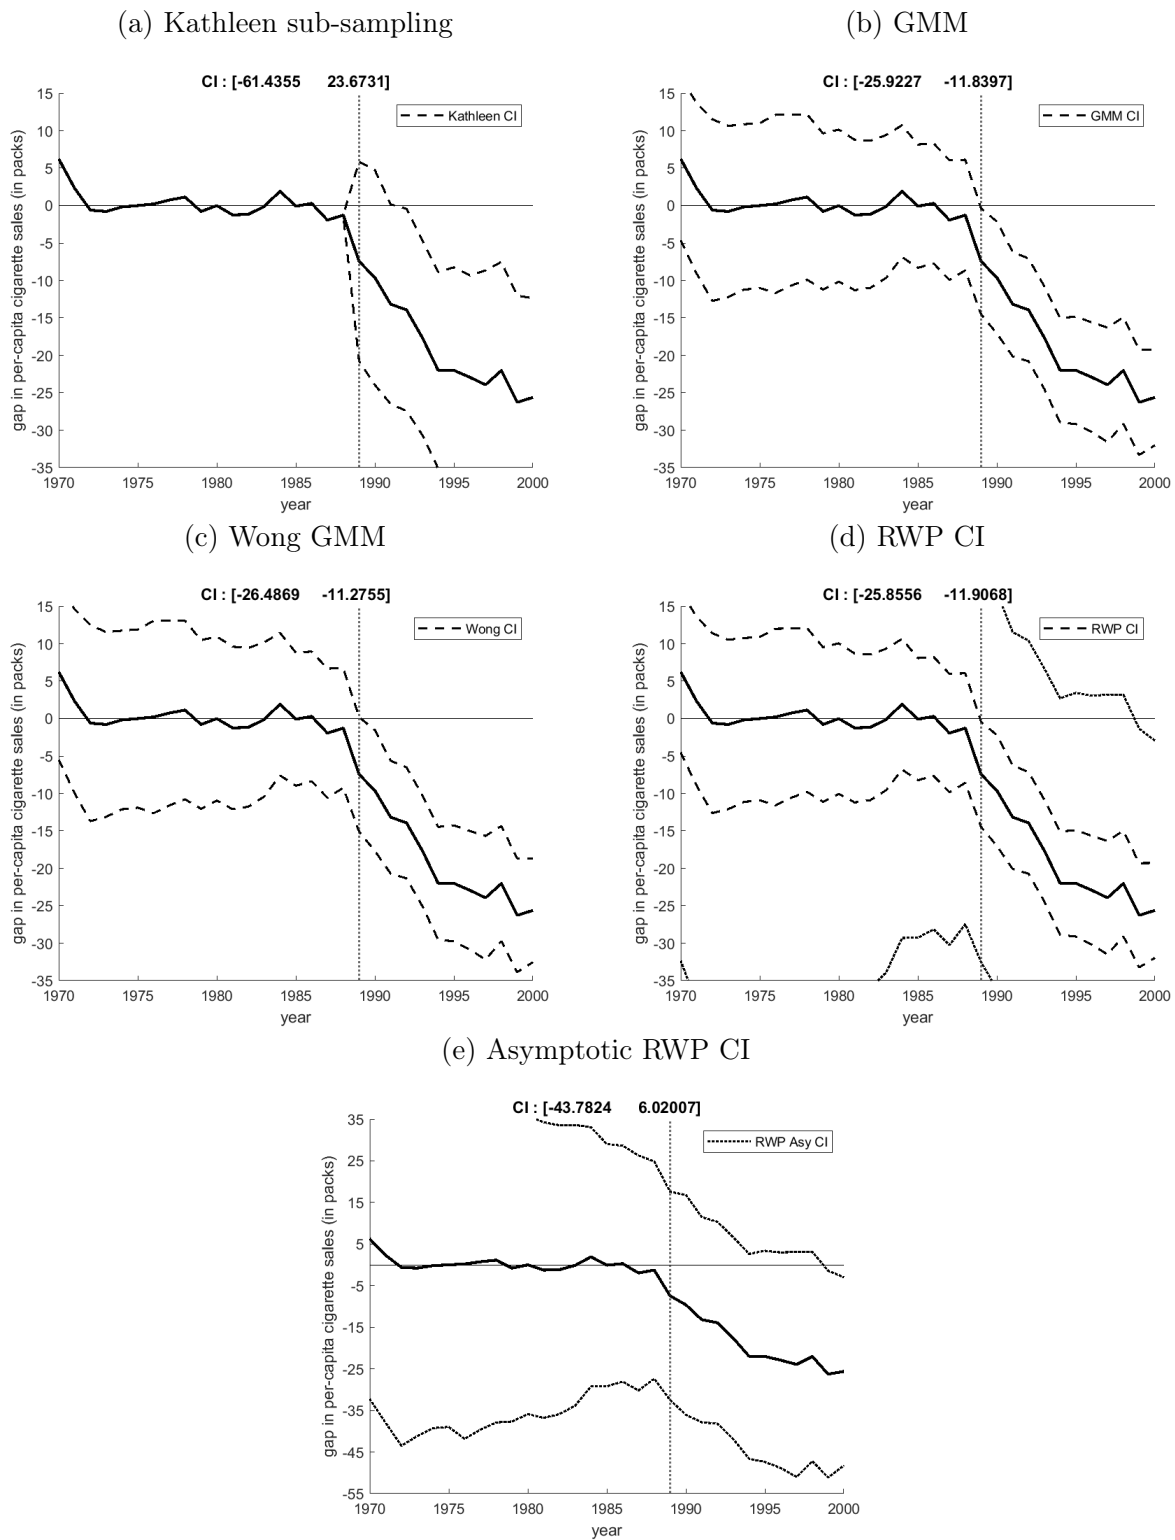 (a) Kathleen sub-sampling
CI : [-61.4355 23.6731]
gap in per-capita cigarette sales (in packs)
15
10
5
0
-5
-10
-15
-20
-25
-30
-35
Kathleen CI
1970 1975 1980 1985 1990 1995 2000
year
(b) GMM
CI : [-25.9227 -11.8397]
gap in per-capita cigarette sales (in packs)
15
10
5
0
-5
-10
-15
-20
-25
-30
-35
GMM CI
1970 1975 1980 1985 1990 1995 2000
year
(c) Wong GMM
CI : [-26.4869 -11.2755]
gap in per-capita cigarette sales (in packs)
15
10
5
0
-5
-10
-15
-20
-25
-30
-35
Wong CI
1970 1975 1980 1985 1990 1995 2000
year
(d) RWP CI
CI : [-25.8556 -11.9068]
gap in per-capita cigarette sales (in packs)
15
10
5
0
-5
-10
-15
-20
-25
-30
-35
RWP CI
1970 1975 1980 1985 1990 1995 2000
year
(e) Asymptotic RWP CI
CI : [-43.7824 6.02007]
gap in per-capita cigarette sales (in packs)
35
25
15
5
-5
-15
-25
-35
-45
-55
RWP Asy CI
1970 1975 1980 1985 1990 1995 2000
year